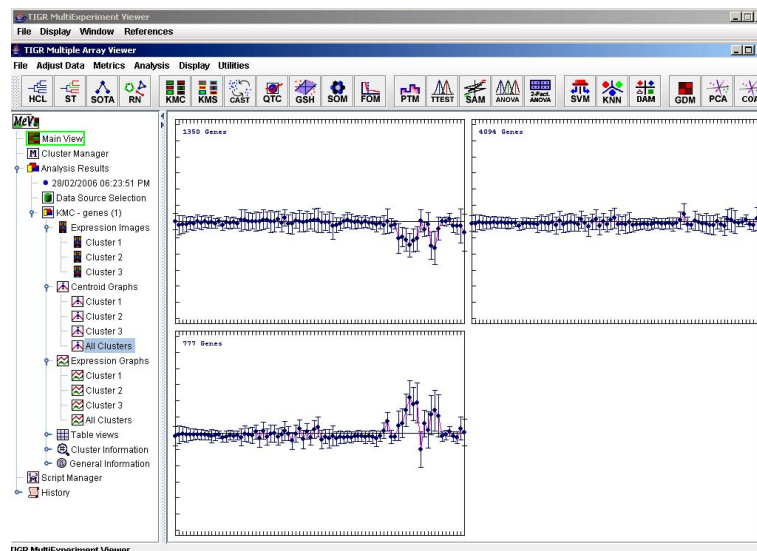 TIGR MultiExperiment Viewer
File Display Window References
TIGR Multiple Array Viewer
File Adjust Data Metrics Analysis Display Utilities
HCL ST SOTA RN KMC KMS CAST QTC GSH SOM FOM PTM TTEST SAM ANOVA 2-Fact. ANOVA SVM KNN DAM GDM PCA COA
MeV
Main View
Cluster Manager
Analysis Results
28/02/2006 06:23:51 PM
Data Source Selection
KMC - genes (1)
Expression Images
Cluster 1
Cluster 2
Cluster 3
Centroid Graphs
Cluster 1
Cluster 2
Cluster 3
All Clusters
Expression Graphs
Cluster 1
Cluster 2
Cluster 3
All Clusters
Table views
Cluster Information
General Information
Script Manager
History
1350 Genes
4094 Genes
777 Genes
TIGR MultiExperiment Viewer